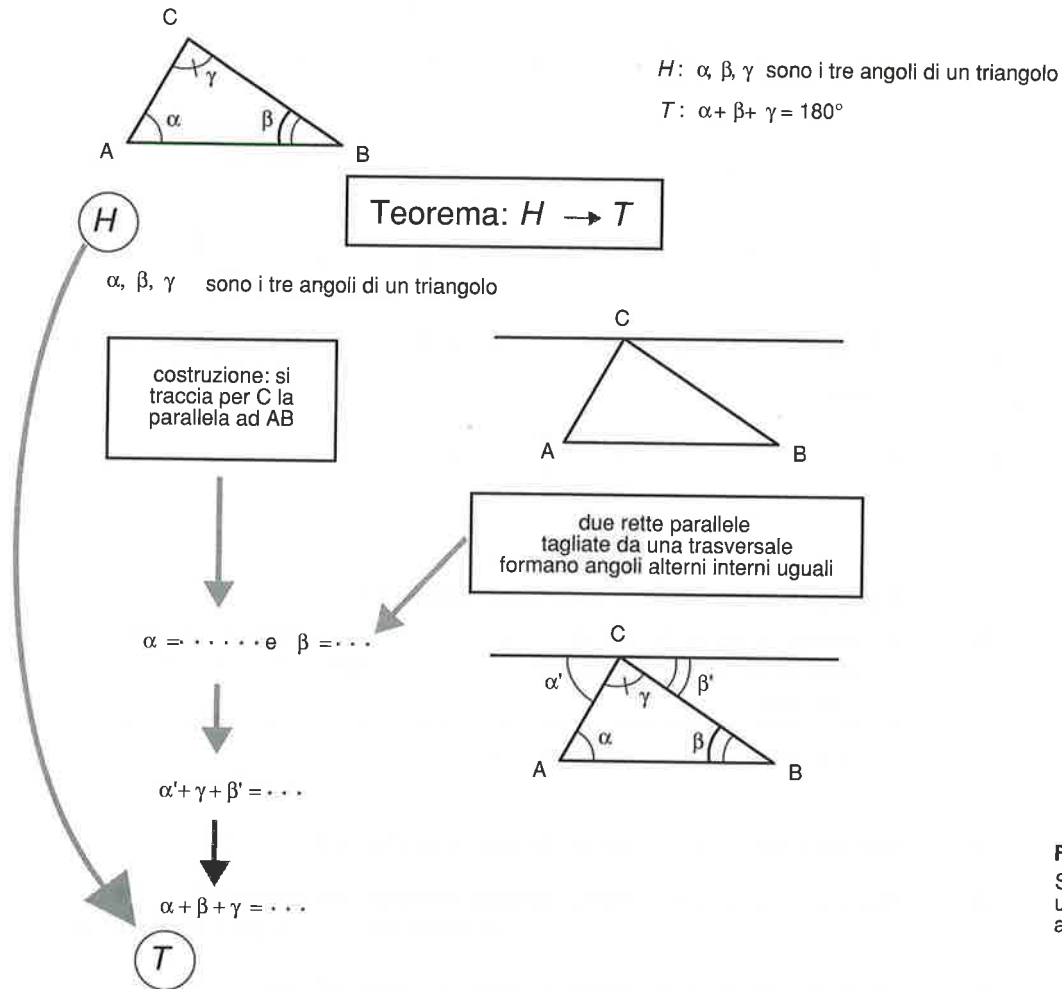 C
γ
α
β
A
B
H: α, β, γ sono i tre angoli di un triangolo
T: α + β + γ = 180°
H
Teorema: H → T
α, β, γ sono i tre angoli di un triangolo
costruzione: si
traccia per C la
parallela ad AB
C
A
B
due rette parallele
tagliate da una trasversale
formano angoli alterni interni uguali
α = · · · · · · e β = · · ·
C
α'
γ
β'
α
β
A
B
α' + γ + β' = · · ·
α + β + γ = · · ·
T